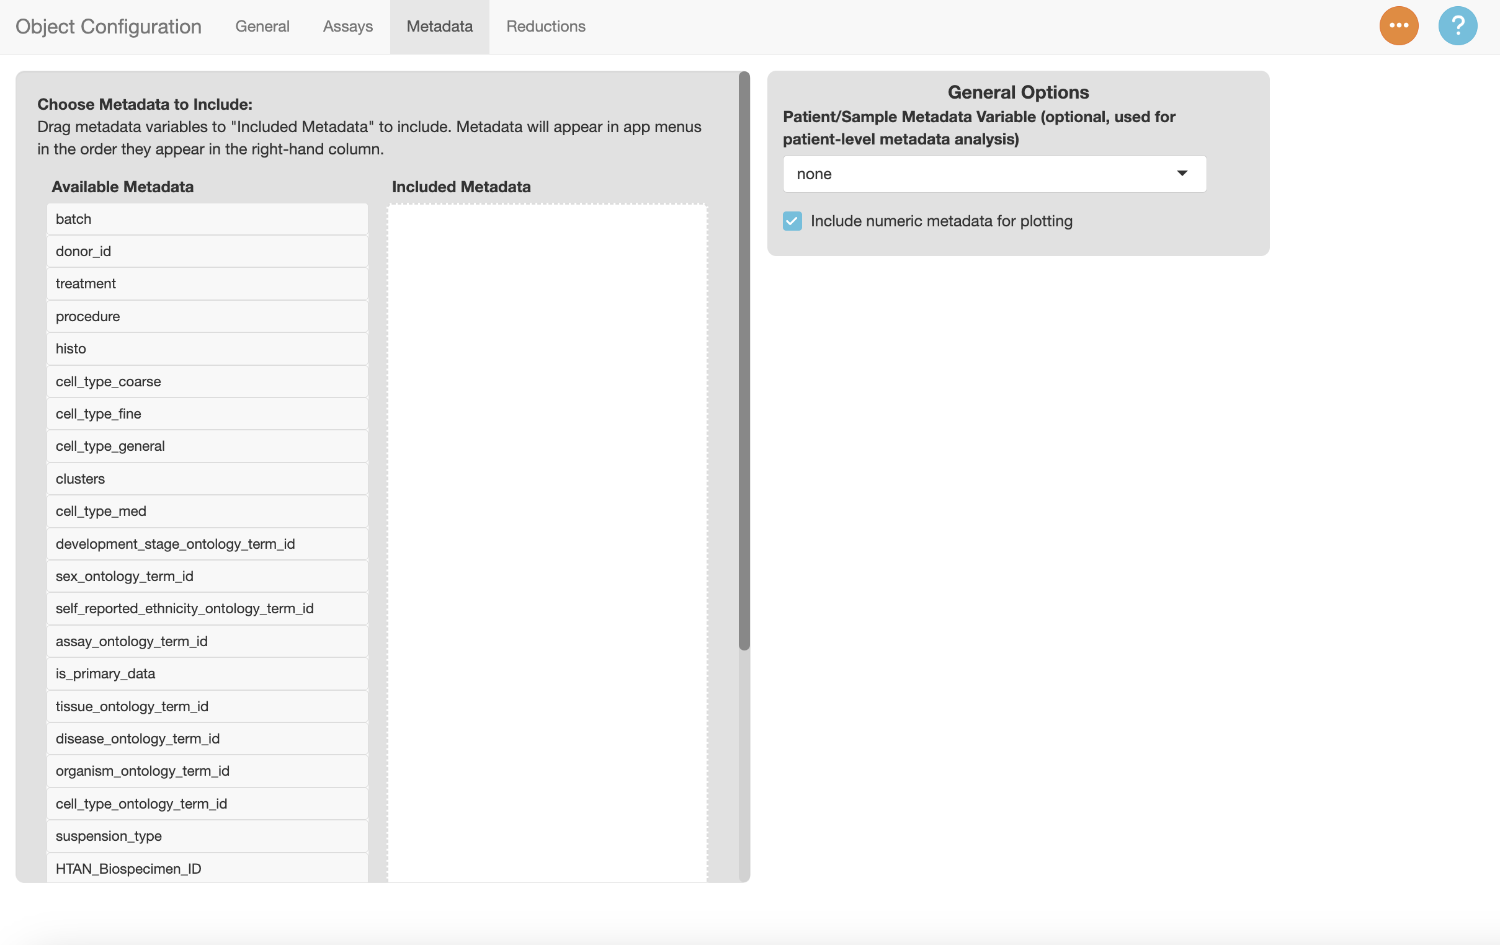 Object Configuration General Assays Metadata Reductions ?
Choose Metadata to Include:
Drag metadata variables to "Included Metadata" to include. Metadata will appear in app menus
in the order they appear in the right-hand column.
Available Metadata
batch
donor_id
treatment
procedure
histo
cell_type_coarse
cell_type_fine
cell_type_general
clusters
cell_type_med
development_stage_ontology_term_id
sex_ontology_term_id
self_reported_ethnicity_ontology_term_id
assay_ontology_term_id
is_primary_data
tissue_ontology_term_id
disease_ontology_term_id
organism_ontology_term_id
cell_type_ontology_term_id
suspension_type
HTAN_Biospecimen_ID
Included Metadata
General Options
Patient/Sample Metadata Variable (optional, used for
patient-level metadata analysis)
none
Include numeric metadata for plotting